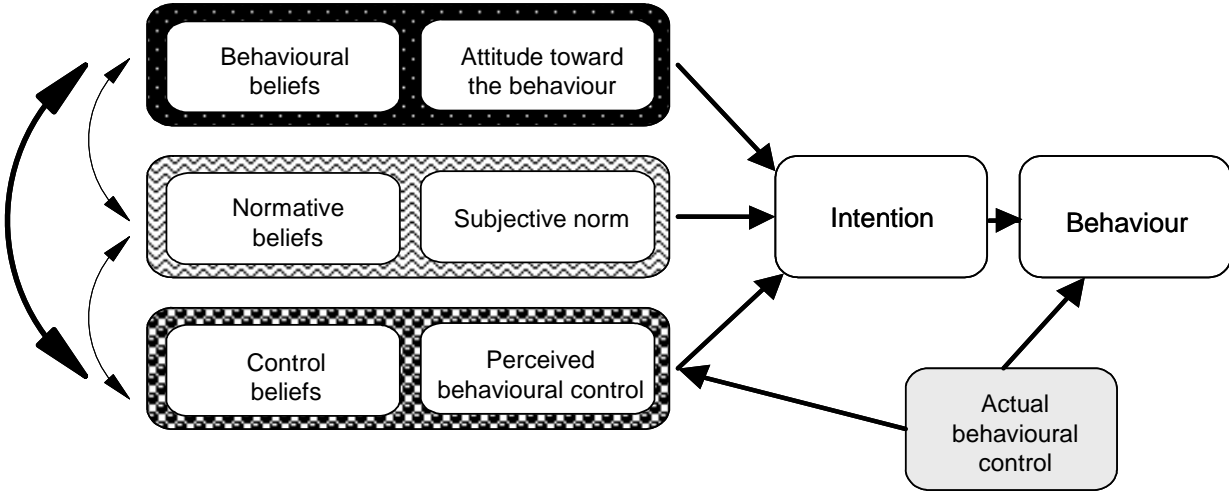 Behavioural
beliefs
Attitude toward
the behaviour
Normative
beliefs
Subjective norm
Intention
Behaviour
Control
beliefs
Perceived
behavioural control
Actual
behavioural
control